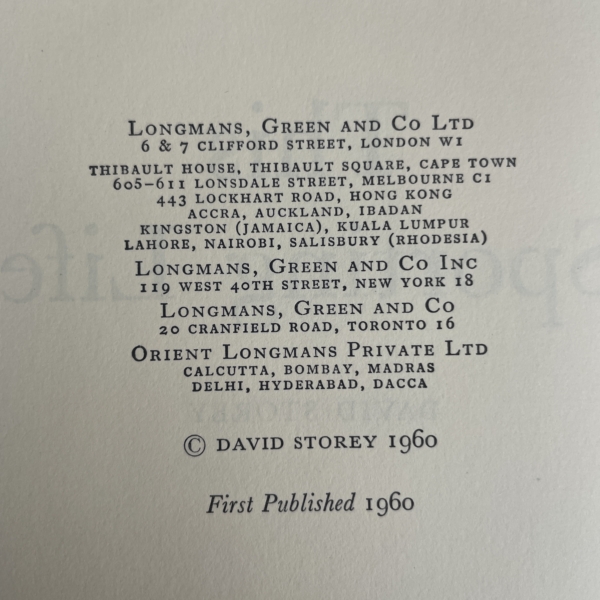 LONGMANS, GREEN AND CO LTD
6 & 7 CLIFFORD STREET, LONDON W1
THIBAULT HOUSE, THIBAULT SQUARE, CAPE TOWN
605–611 LONSDALE STREET, MELBOURNE C1
443 LOCKHART ROAD, HONG KONG
ACCRA, AUCKLAND, IBADAN
KINGSTON (JAMAICA), KUALA LUMPUR
LAHORE, NAIROBI, SALISBURY (RHODESIA)
LONGMANS, GREEN AND CO INC
119 WEST 40TH STREET, NEW YORK 18
LONGMANS, GREEN AND CO
20 CRANFIELD ROAD, TORONTO 16
ORIENT LONGMANS PRIVATE LTD
CALCUTTA, BOMBAY, MADRAS
DELHI, HYDERABAD, DACCA
© DAVID STOREY 1960
First Published 1960